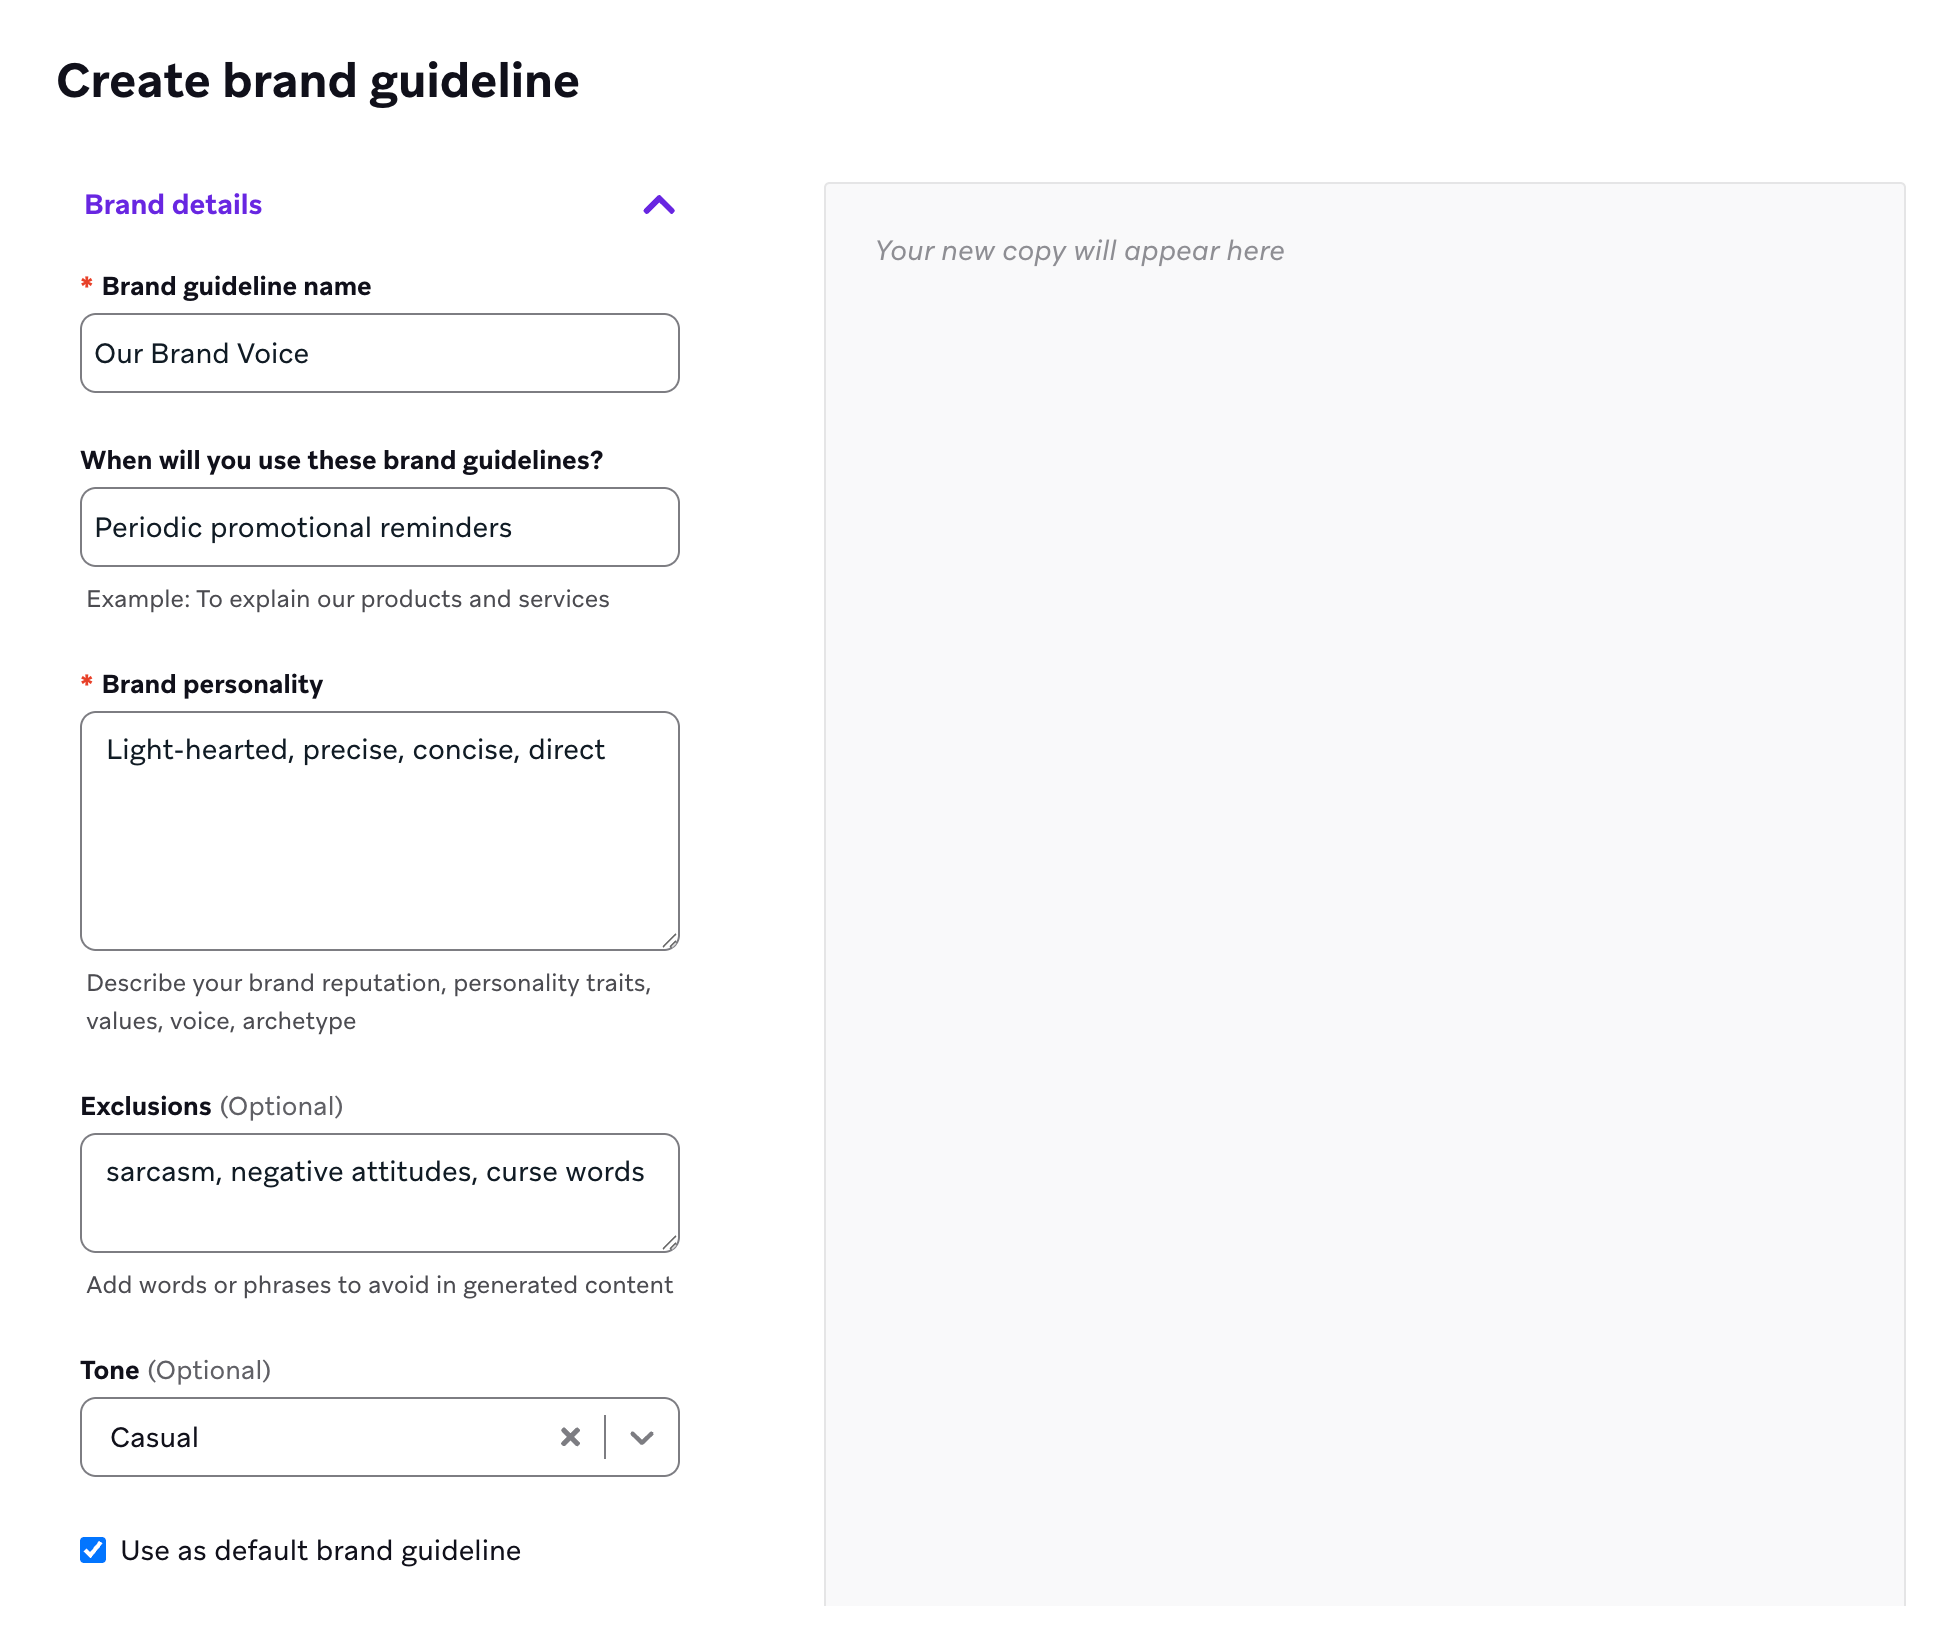 Create brand guideline
Brand details
* Brand guideline name
Our Brand Voice
When will you use these brand guidelines?
Periodic promotional reminders
Example: To explain our products and services
* Brand personality
Light-hearted, precise, concise, direct
Describe your brand reputation, personality traits,
values, voice, archetype
Exclusions (Optional)
sarcasm, negative attitudes, curse words
Add words or phrases to avoid in generated content
Tone (Optional)
Casual
Use as default brand guideline
Your new copy will appear here